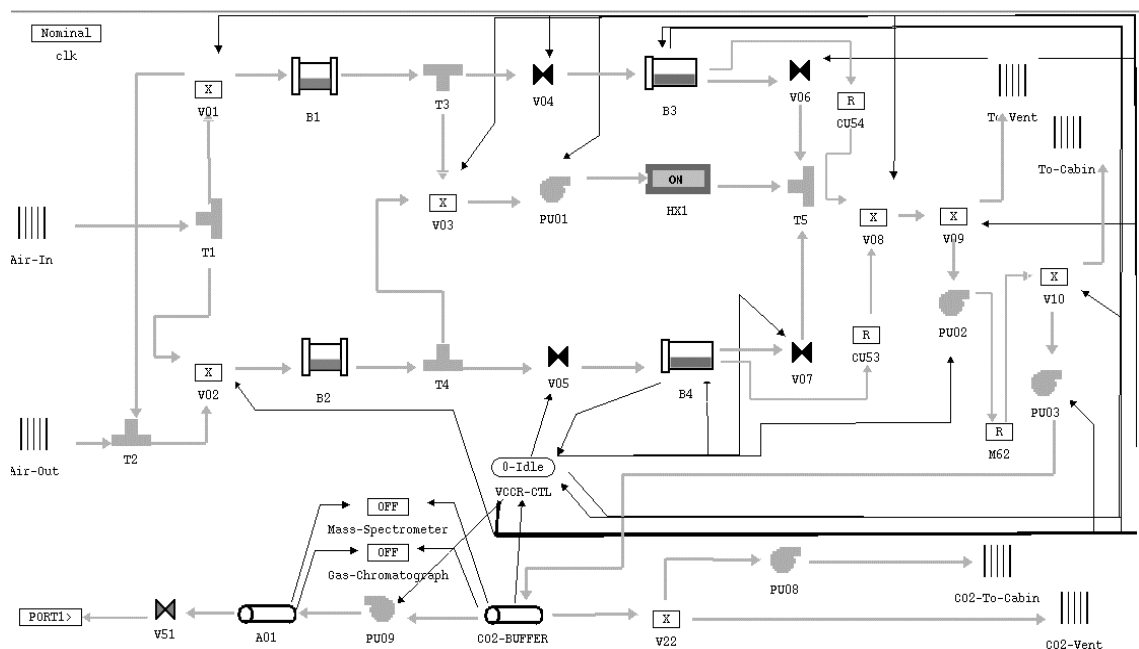 Nominal
clk
X
V01
B1
T3
V04
B3
V06
R
CU54
To-Vent
To-Cabin
Air-In
T1
X
V03
PU01
ON
HX1
T5
X
V08
X
V09
X
V10
PU02
X
V02
B2
T4
V05
B4
V07
R
CU53
PU03
Air-Out
T2
R
M62
0-Idle
VCCR-CTL
OFF
Mass-Spectrometer
OFF
Gas-Chromatograph
PU08
CO2-To-Cabin
PORT1>
V51
A01
PU09
CO2-BUFFER
X
V22
CO2-Vent